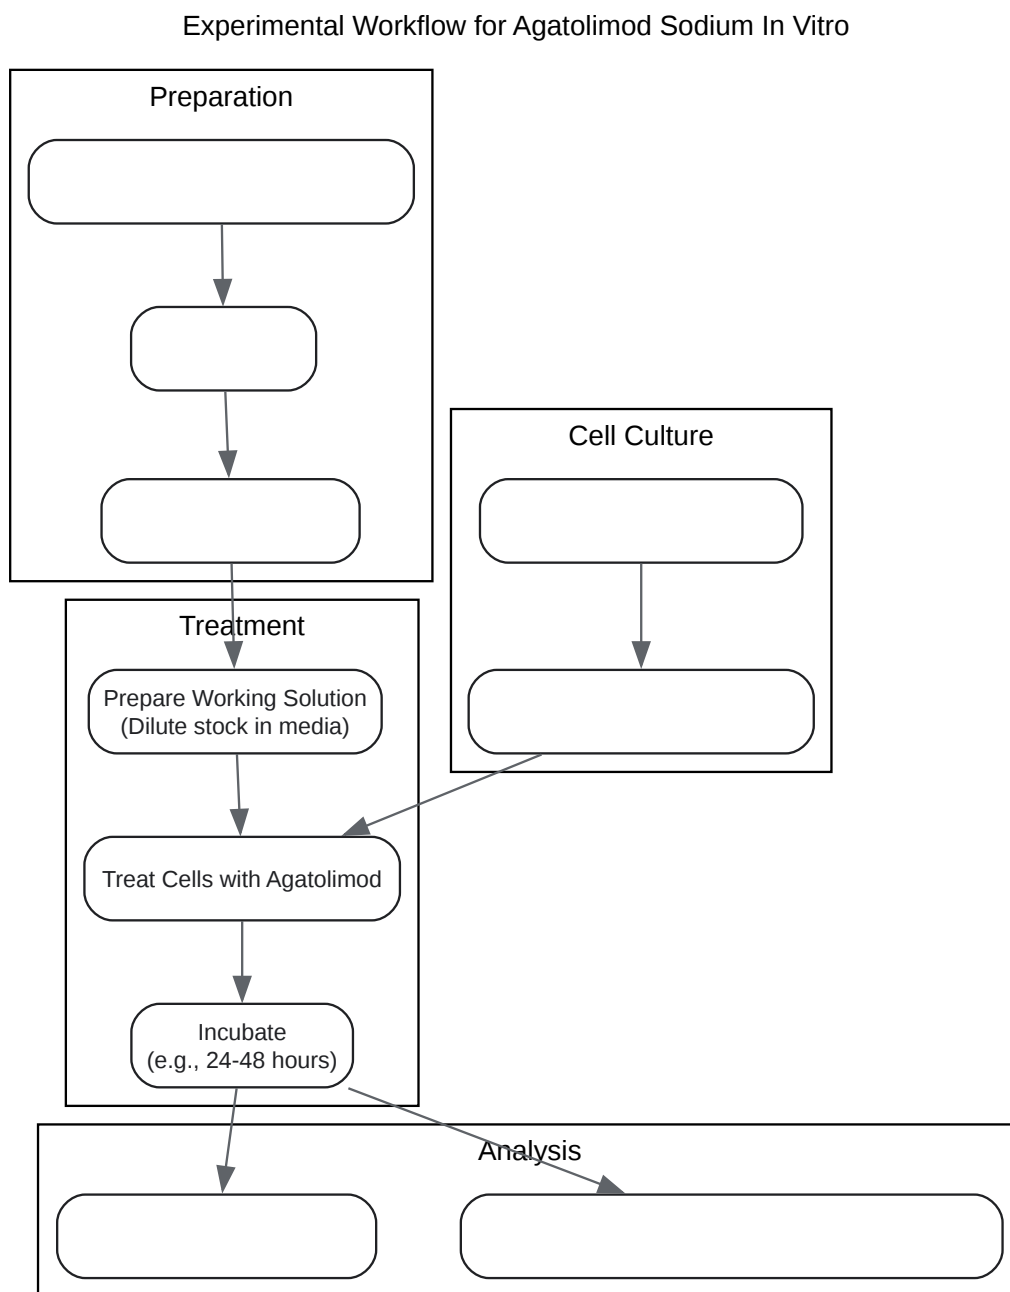 Experimental Workflow for Agatolimod Sodium In Vitro
Preparation
Cell Culture
Treatment
Prepare Working Solution
(Dilute stock in media)
Treat Cells with Agatolimod
Incubate
(e.g., 24-48 hours)
Analysis